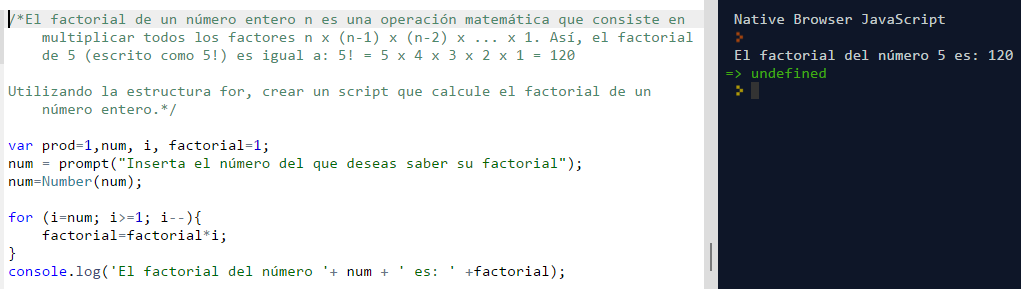 /*El factorial de un número entero n es una operación matemática que consiste en
multiplicar todos los factores n x (n-1) x (n-2) x ... x 1. Así, el factorial
de 5 (escrito como 5!) es igual a: 5! = 5 x 4 x 3 x 2 x 1 = 120
Utilizando la estructura for, crear un script que calcule el factorial de un
número entero.*/
var prod=1,num, i, factorial=1;
num = prompt("Inserta el número del que deseas saber su factorial");
num=Number(num);
for (i=num; i>=1; i--){
factorial=factorial*i;
}
console.log('El factorial del número '+ num + ' es: ' +factorial);
Native Browser JavaScript
El factorial del número 5 es: 120
=> undefined